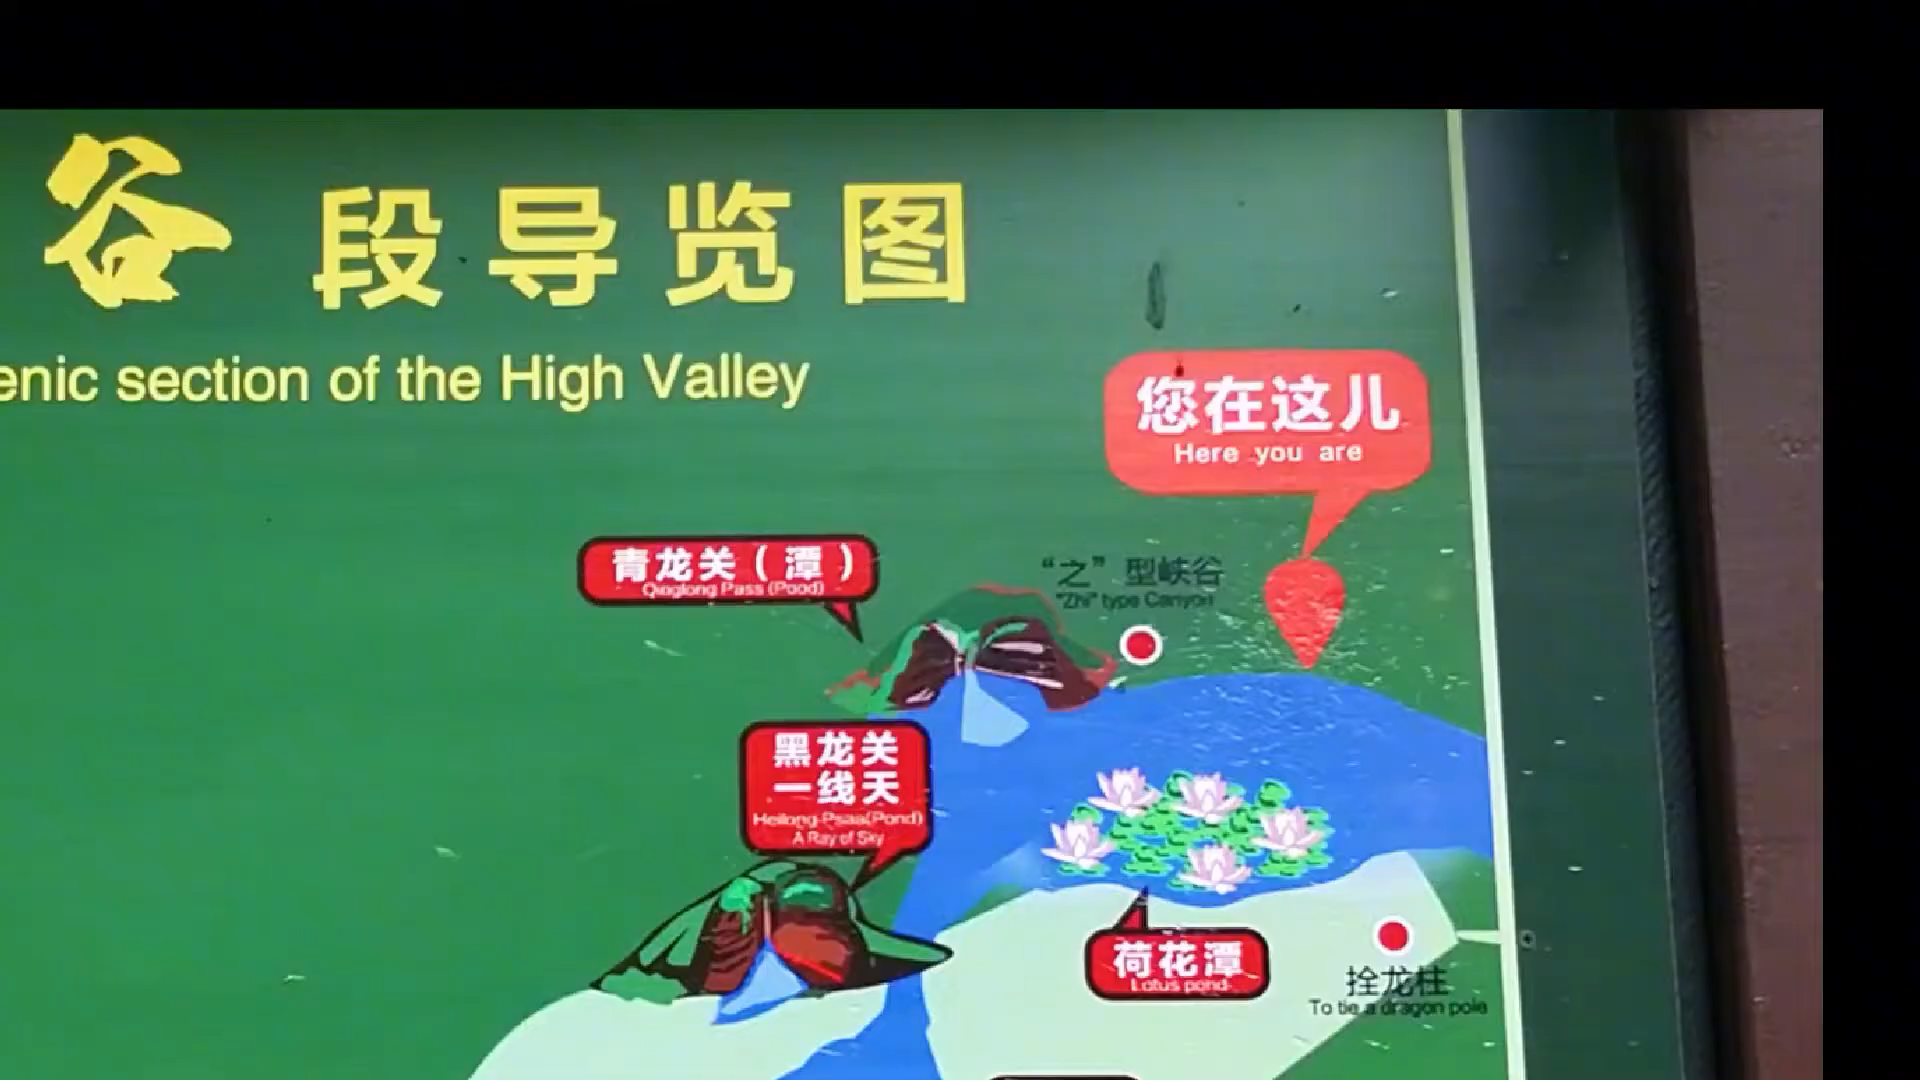 谷 段导览图
enic section of the High Valley
您在这儿
Here you are
青龙关（潭）
Qinglong Pass (Pood)
“之”型峡谷
"Zhi" type Canyon
黑龙关
一线天
Heilong Psaa(Pond)
A Ray of Sky
荷花潭
Lotus pond
拴龙柱
To tie a dragon pole